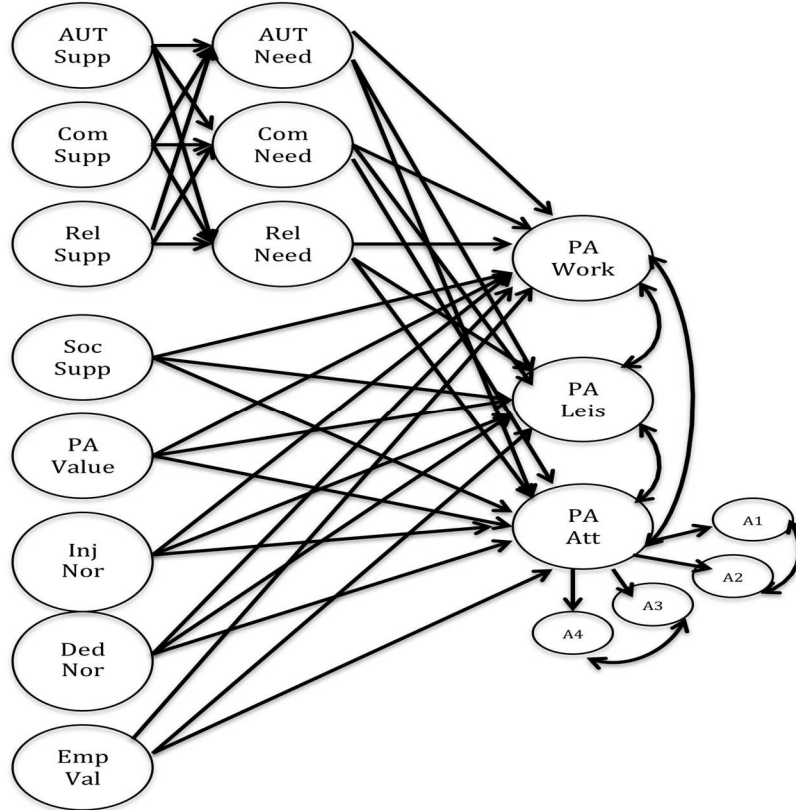 AUT
Supp
AUT
Need
Com
Supp
Com
Need
Rel
Supp
Rel
Need
PA
Work
Soc
Supp
PA
Leis
PA
Value
PA
Att
A1
Inj
Nor
A2
A3
A4
Ded
Nor
Emp
Val